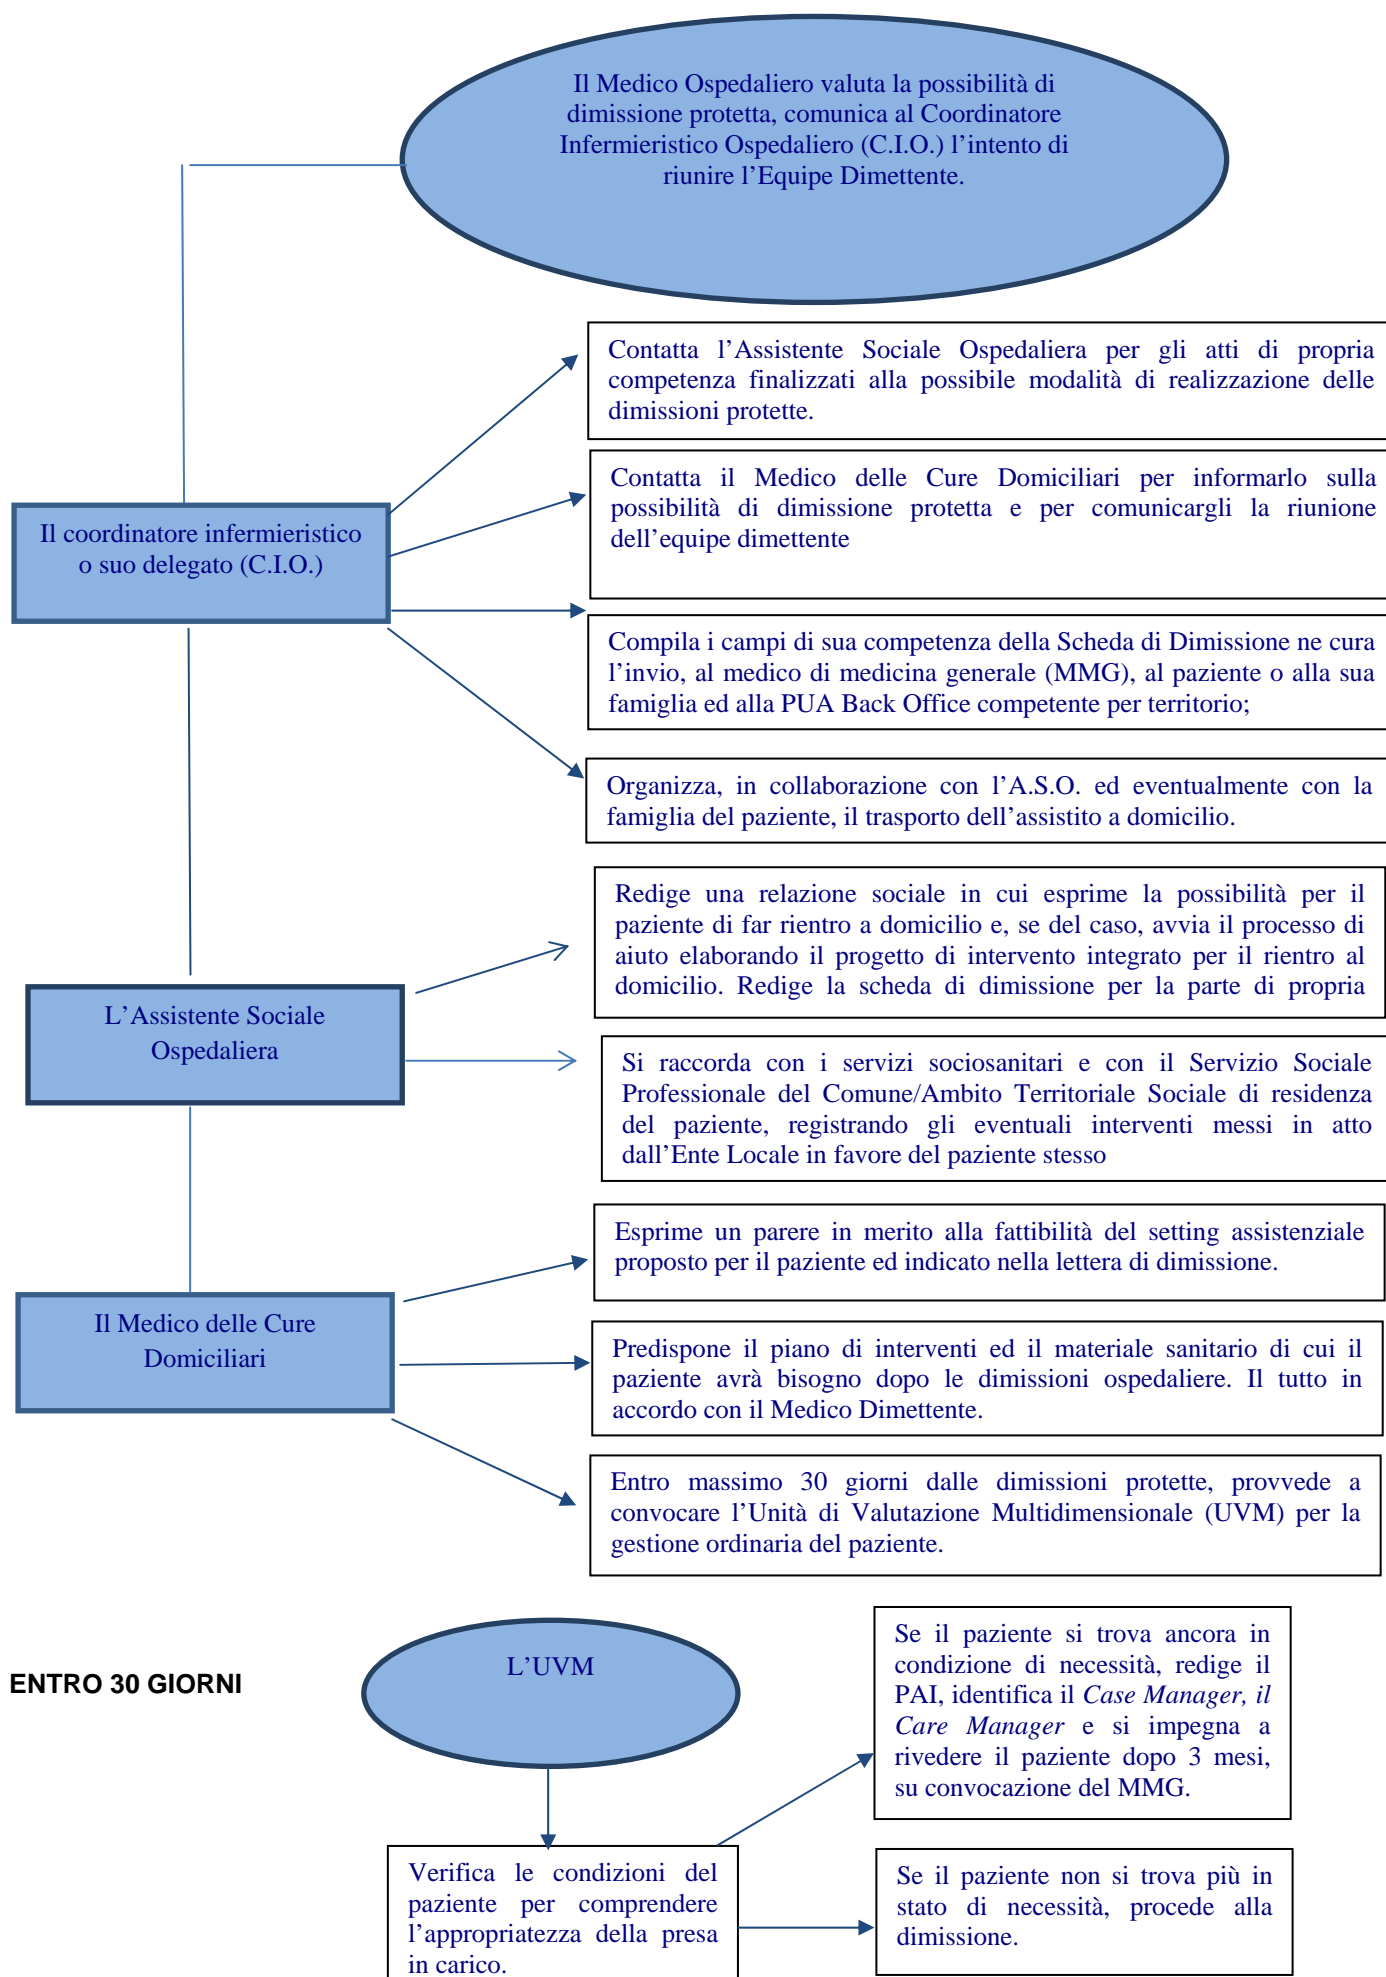 Il Medico Ospedaliero valuta la possibilità di
dimissione protetta, comunica al Coordinatore
Infermieristico Ospedaliero (C.I.O.) l’intento di
riunire l’Equipe Dimettente.
Contatta l’Assistente Sociale Ospedaliera per gli atti di propria
competenza finalizzati alla possibile modalità di realizzazione delle
dimissioni protette.
Contatta il Medico delle Cure Domiciliari per informarlo sulla
possibilità di dimissione protetta e per comunicargli la riunione
dell’equipe dimettente
Il coordinatore infermieristico
o suo delegato (C.I.O.)
Compila i campi di sua competenza della Scheda di Dimissione ne cura
l’invio, al medico di medicina generale (MMG), al paziente o alla sua
famiglia ed alla PUA Back Office competente per territorio;
Organizza, in collaborazione con l’A.S.O. ed eventualmente con la
famiglia del paziente, il trasporto dell’assistito a domicilio.
Redige una relazione sociale in cui esprime la possibilità per il
paziente di far rientro a domicilio e, se del caso, avvia il processo di
aiuto elaborando il progetto di intervento integrato per il rientro al
domicilio. Redige la scheda di dimissione per la parte di propria
L’Assistente Sociale
Ospedaliera
Si raccorda con i servizi sociosanitari e con il Servizio Sociale
Professionale del Comune/Ambito Territoriale Sociale di residenza
del paziente, registrando gli eventuali interventi messi in atto
dall’Ente Locale in favore del paziente stesso
Esprime un parere in merito alla fattibilità del setting assistenziale
proposto per il paziente ed indicato nella lettera di dimissione.
Il Medico delle Cure
Domiciliari
Predispone il piano di interventi ed il materiale sanitario di cui il
paziente avrà bisogno dopo le dimissioni ospedaliere. Il tutto in
accordo con il Medico Dimettente.
Entro massimo 30 giorni dalle dimissioni protette, provvede a
convocare l’Unità di Valutazione Multidimensionale (UVM) per la
gestione ordinaria del paziente.
ENTRO 30 GIORNI
L’UVM
Se il paziente si trova ancora in
condizione di necessità, redige il
PAI, identifica il Case Manager, il
Care Manager e si impegna a
rivedere il paziente dopo 3 mesi,
su convocazione del MMG.
Verifica le condizioni del
paziente per comprendere
l’appropriatezza della presa
in carico.
Se il paziente non si trova più in
stato di necessità, procede alla
dimissione.